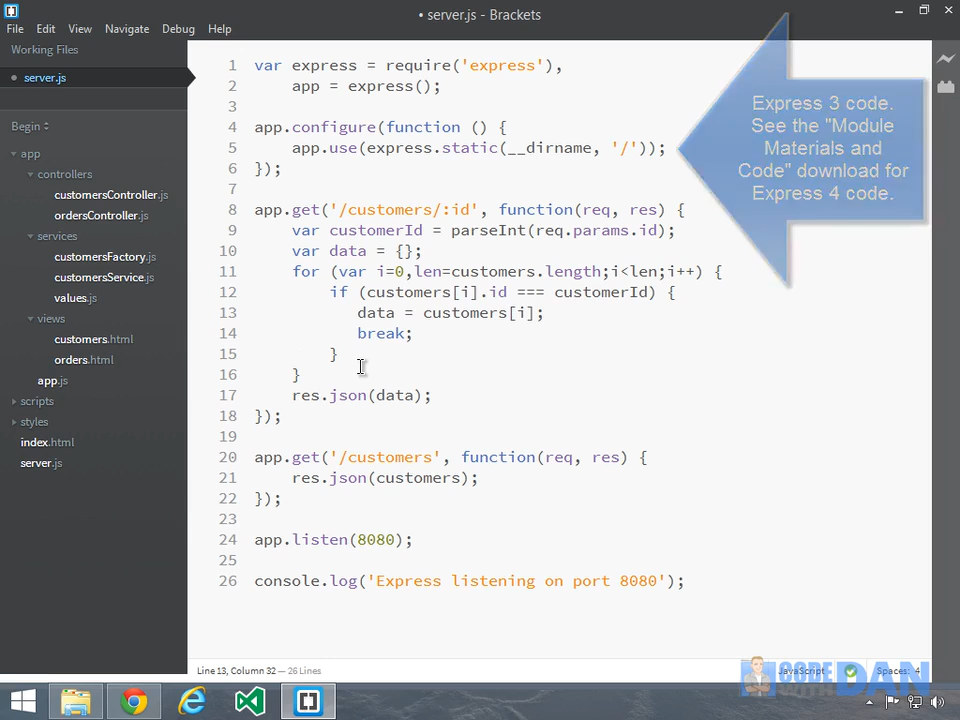 • server.js - Brackets
File Edit View Navigate Debug Help
Working Files
server.js
Begin
app
controllers
customersController.js
ordersController.js
services
customersFactory.js
customersService.js
values.js
views
customers.html
orders.html
app.js
scripts
styles
index.html
server.js
1 var express = require('express'),
2 app = express();
3
4 app.configure(function () {
5 app.use(express.static(__dirname, '/'));
6 });
7
8 app.get('/customers/:id', function(req, res) {
9 var customerId = parseInt(req.params.id);
10 var data = {};
11 for (var i=0,len=customers.length;i<len;i++) {
12 if (customers[i].id === customerId) {
13 data = customers[i];
14 break;
15 }
16 }
17 res.json(data);
18 });
19
20 app.get('/customers', function(req, res) {
21 res.json(customers);
22 });
23
24 app.listen(8080);
25
26 console.log('Express listening on port 8080');
Express 3 code.
See the "Module
Materials and
Code" download for
Express 4 code.
Line 13, Column 32 — 26 Lines
JavaScript
Spaces: 4
CODE
WITH
DAN